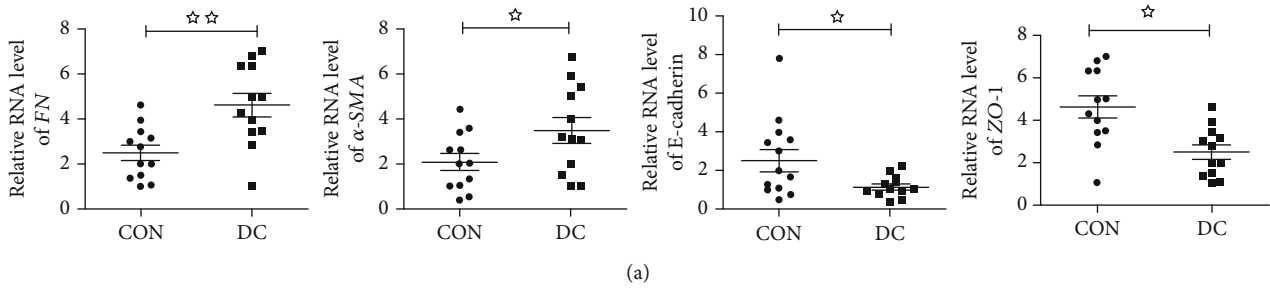 Relative RNA level
of FN
8
6
4
2
0
☆☆
CON DC
Relative RNA level
of α-SMA
8
6
4
2
0
☆
CON DC
Relative RNA level
of E-cadherin
10
8
6
4
2
0
☆
CON DC
Relative RNA level
of ZO-1
8
6
4
2
0
☆
CON DC
(a)